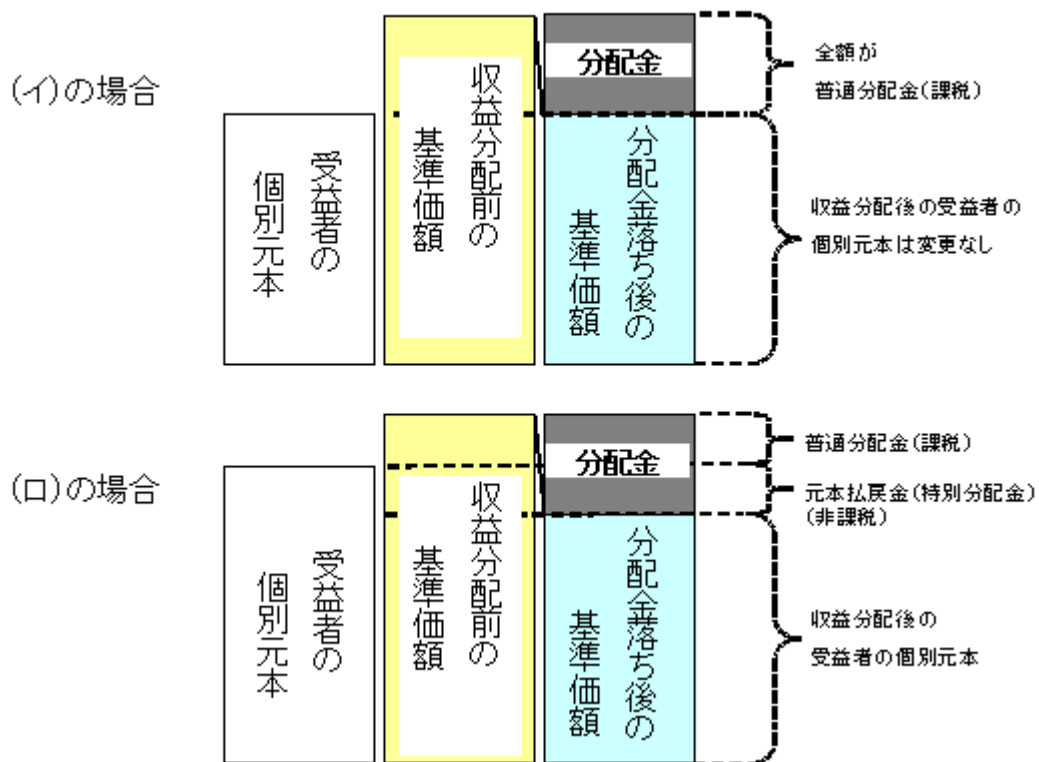 (イ)の場合
受益者の
個別元本
収益分配前の
基準価額
分配金
分配金落ち後の
基準価額
全額が
普通分配金(課税)
収益分配後の受益者の
個別元本は変更なし
(ロ)の場合
受益者の
個別元本
収益分配前の
基準価額
分配金
分配金落ち後の
基準価額
普通分配金(課税)
元本払戻金(特別分配金)
(非課税)
収益分配後の
受益者の個別元本